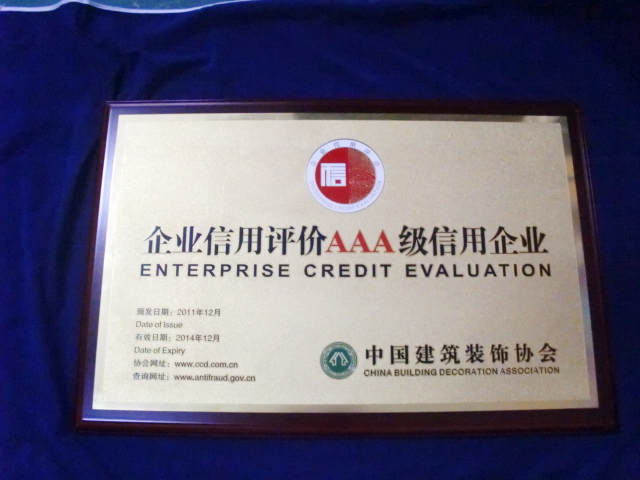 信
企业信用评价AAA级信用企业
ENTERPRISE CREDIT EVALUATION
颁发日期：2011年12月
Date of Issue
有效日期：2014年12月
Date of Expiry
协会网址：www.ccd.com.cn
查询网址：www.antifraud.gov.cn
中国建筑装饰协会
CHINA BUILDING DECORATION ASSOCIATION